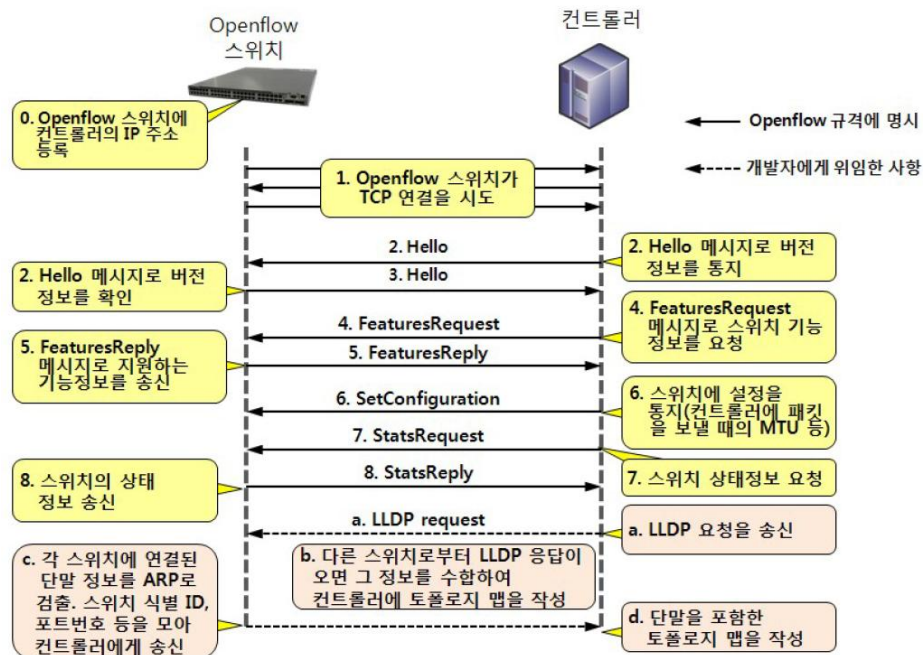 Openflow
스위치
컨트롤러
0. Openflow 스위치에
컨트롤러의 IP 주소
등록
Openflow 규격에 명시
개발자에게 위임한 사항
1. Openflow 스위치가
TCP 연결을 시도
2. Hello
2. Hello 메시지로 버전
정보를 통지
2. Hello 메시지로 버전
정보를 확인
3. Hello
4. FeaturesRequest
4. FeaturesRequest
메시지로 스위치 기능
정보를 요청
5. FeaturesReply
메시지로 지원하는
기능정보를 송신
5. FeaturesReply
6. SetConfiguration
6. 스위치에 설정을
통지(컨트롤러에 패킷
을 보낼 때의 MTU 등)
7. StatsRequest
7. 스위치 상태정보 요청
8. 스위치의 상태
정보 송신
8. StatsReply
a. LLDP request
a. LLDP 요청을 송신
b. 다른 스위치로부터 LLDP 응답이
오면 그 정보를 수합하여
컨트롤러에 토폴로지 맵을 작성
c. 각 스위치에 연결된
단말 정보를 ARP로
검출. 스위치 식별 ID,
포트번호 등을 모아
컨트롤러에게 송신
d. 단말을 포함한
토폴로지 맵을 작성